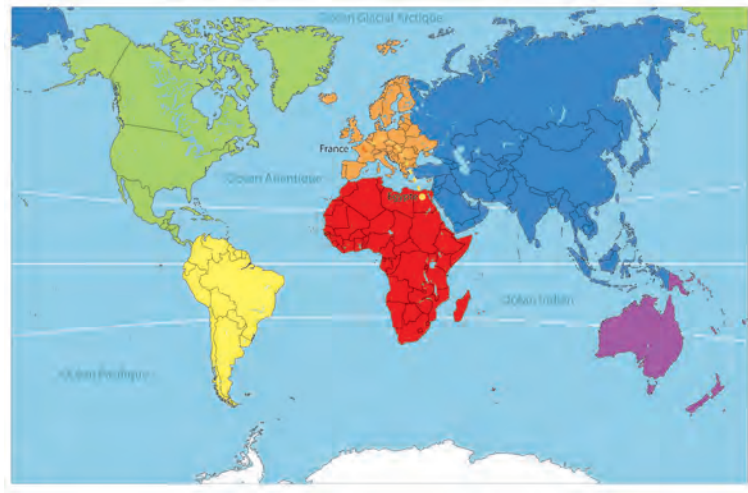 Océan Glacial Arctique
France
Océan Atlantique
Egypte
Océan Indien
Océan Pacifique